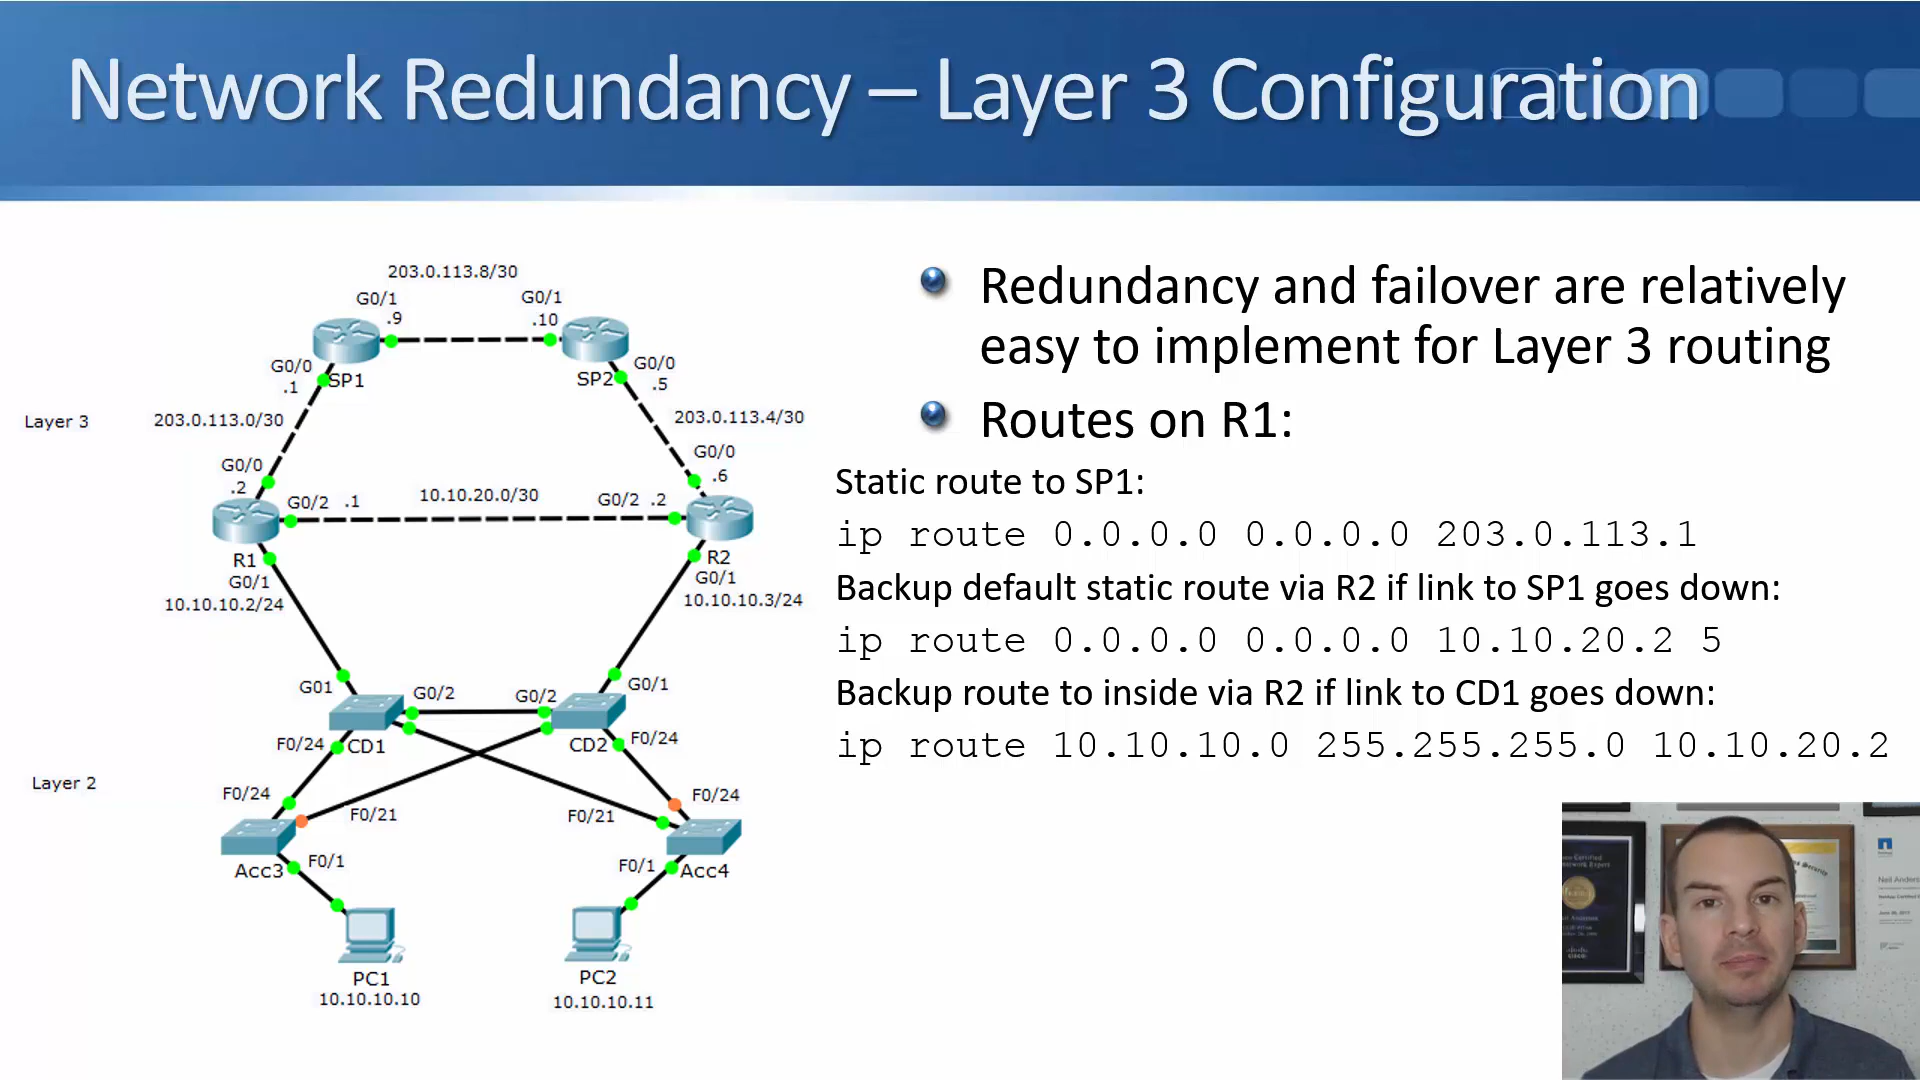 Network Redundancy – Layer 3 Configuration
203.0.113.8/30
G0/1
G0/1
.9
.10
G0/0
G0/0
.1
SP1
SP2
.5
Layer 3
203.0.113.0/30
203.0.113.4/30
G0/0
G0/0
.2
.6
G0/2 .1
10.10.20.0/30
G0/2 .2
R1
R2
G0/1
G0/1
10.10.10.2/24
10.10.10.3/24
G01
G0/2
G0/2
G0/1
F0/24
CD1
CD2
F0/24
Layer 2
F0/24
F0/24
F0/21
F0/21
Acc3
F0/1
F0/1
Acc4
PC1
PC2
10.10.10.10
10.10.10.11
Redundancy and failover are relatively
easy to implement for Layer 3 routing
Routes on R1:
Static route to SP1:
ip route 0.0.0.0 0.0.0.0 203.0.113.1
Backup default static route via R2 if link to SP1 goes down:
ip route 0.0.0.0 0.0.0.0 10.10.20.2 5
Backup route to inside via R2 if link to CD1 goes down:
ip route 10.10.10.0 255.255.255.0 10.10.20.2